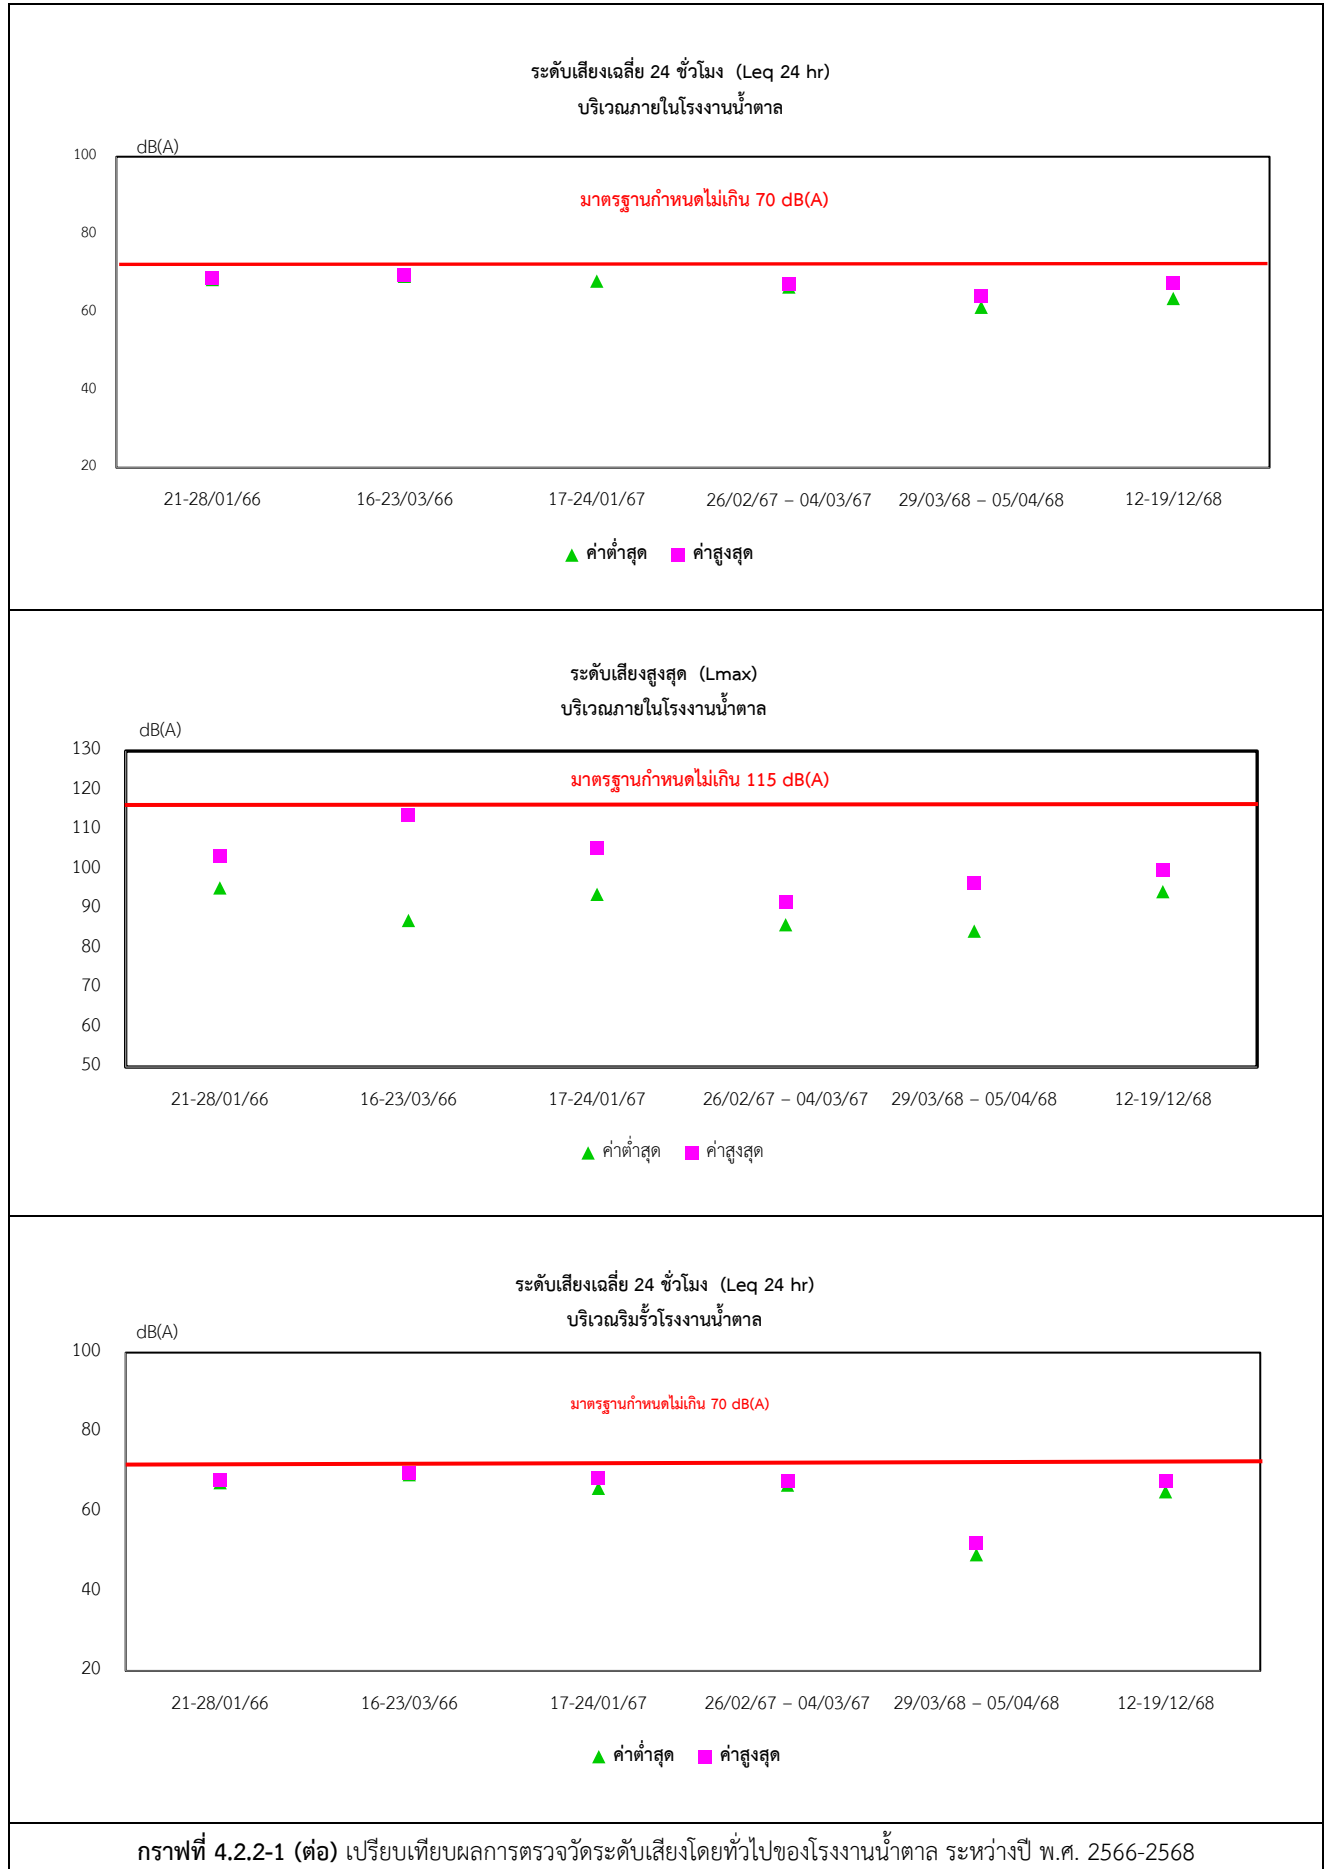 ระดับเสียงเฉลี่ย 24 ชั่วโมง (Leq 24 hr)
บริเวณภายในโรงงานน้ำตาล
dB(A)
100
มาตรฐานกำหนดไม่เกิน 70 dB(A)
80
60
40
20
21-28/01/66 16-23/03/66 17-24/01/67 26/02/67 – 04/03/67 29/03/68 – 05/04/68 12-19/12/68
ค่าต่ำสุด ค่าสูงสุด
ระดับเสียงสูงสุด (Lmax)
บริเวณภายในโรงงานน้ำตาล
dB(A)
130
มาตรฐานกำหนดไม่เกิน 115 dB(A)
120
110
100
90
80
70
60
50
21-28/01/66 16-23/03/66 17-24/01/67 26/02/67 – 04/03/67 29/03/68 – 05/04/68 12-19/12/68
ค่าต่ำสุด ค่าสูงสุด
ระดับเสียงเฉลี่ย 24 ชั่วโมง (Leq 24 hr)
บริเวณริมรั้วโรงงานน้ำตาล
dB(A)
100
มาตรฐานกำหนดไม่เกิน 70 dB(A)
80
60
40
20
21-28/01/66 16-23/03/66 17-24/01/67 26/02/67 – 04/03/67 29/03/68 – 05/04/68 12-19/12/68
ค่าต่ำสุด ค่าสูงสุด
กราฟที่ 4.2.2-1 (ต่อ) เปรียบเทียบผลการตรวจวัดระดับเสียงโดยทั่วไปของโรงงานน้ำตาล ระหว่างปี พ.ศ. 2566-2568